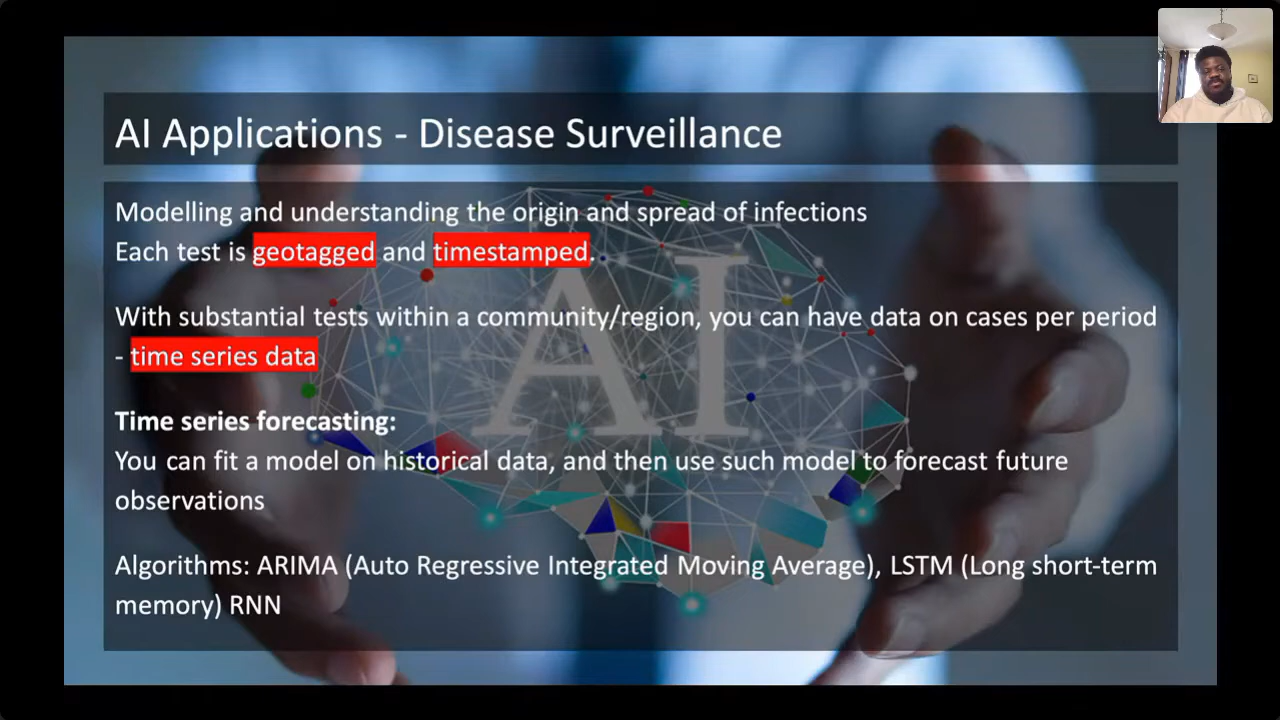 AI Applications - Disease Surveillance
Modelling and understanding the origin and spread of infections
Each test is geotagged and timestamped.
With substantial tests within a community/region, you can have data on cases per period
- time series data
Time series forecasting:
You can fit a model on historical data, and then use such model to forecast future
observations
Algorithms: ARIMA (Auto Regressive Integrated Moving Average), LSTM (Long short-term
memory) RNN
AI